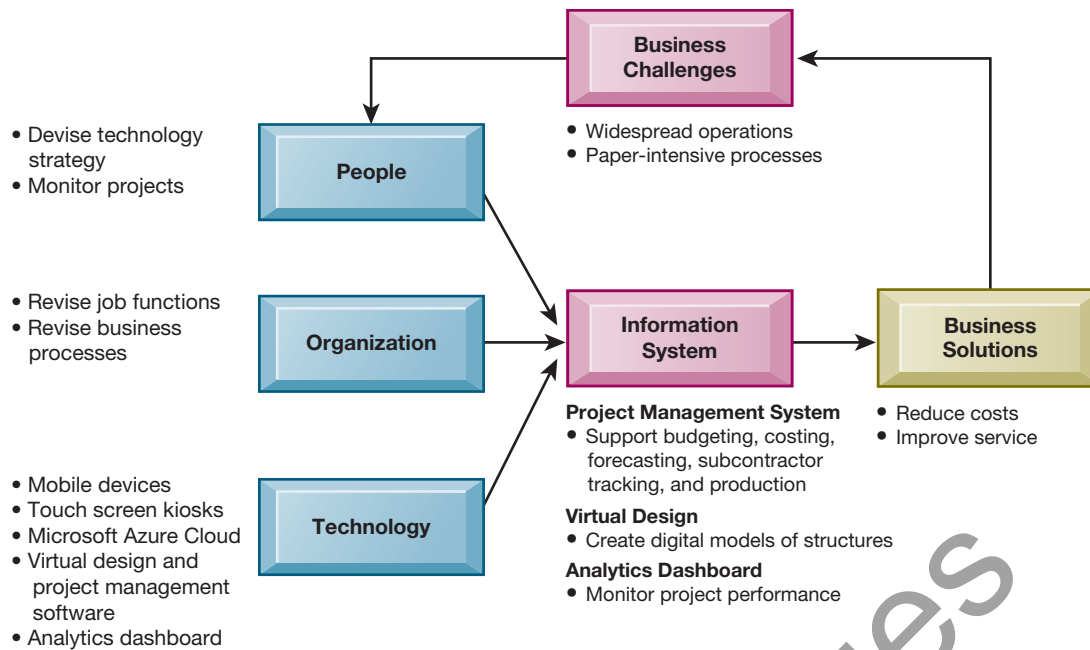 Business
Challenges
• Widespread operations
• Paper-intensive processes
• Devise technology
strategy
• Monitor projects
People
• Revise job functions
• Revise business
processes
Organization
Information
System
Business
Solutions
Project Management System
• Support budgeting, costing,
forecasting, subcontractor
tracking, and production
Virtual Design
• Create digital models of structures
Analytics Dashboard
• Monitor project performance
• Reduce costs
• Improve service
• Mobile devices
• Touch screen kiosks
• Microsoft Azure Cloud
• Virtual design and
project management
software
• Analytics dashboard
Technology